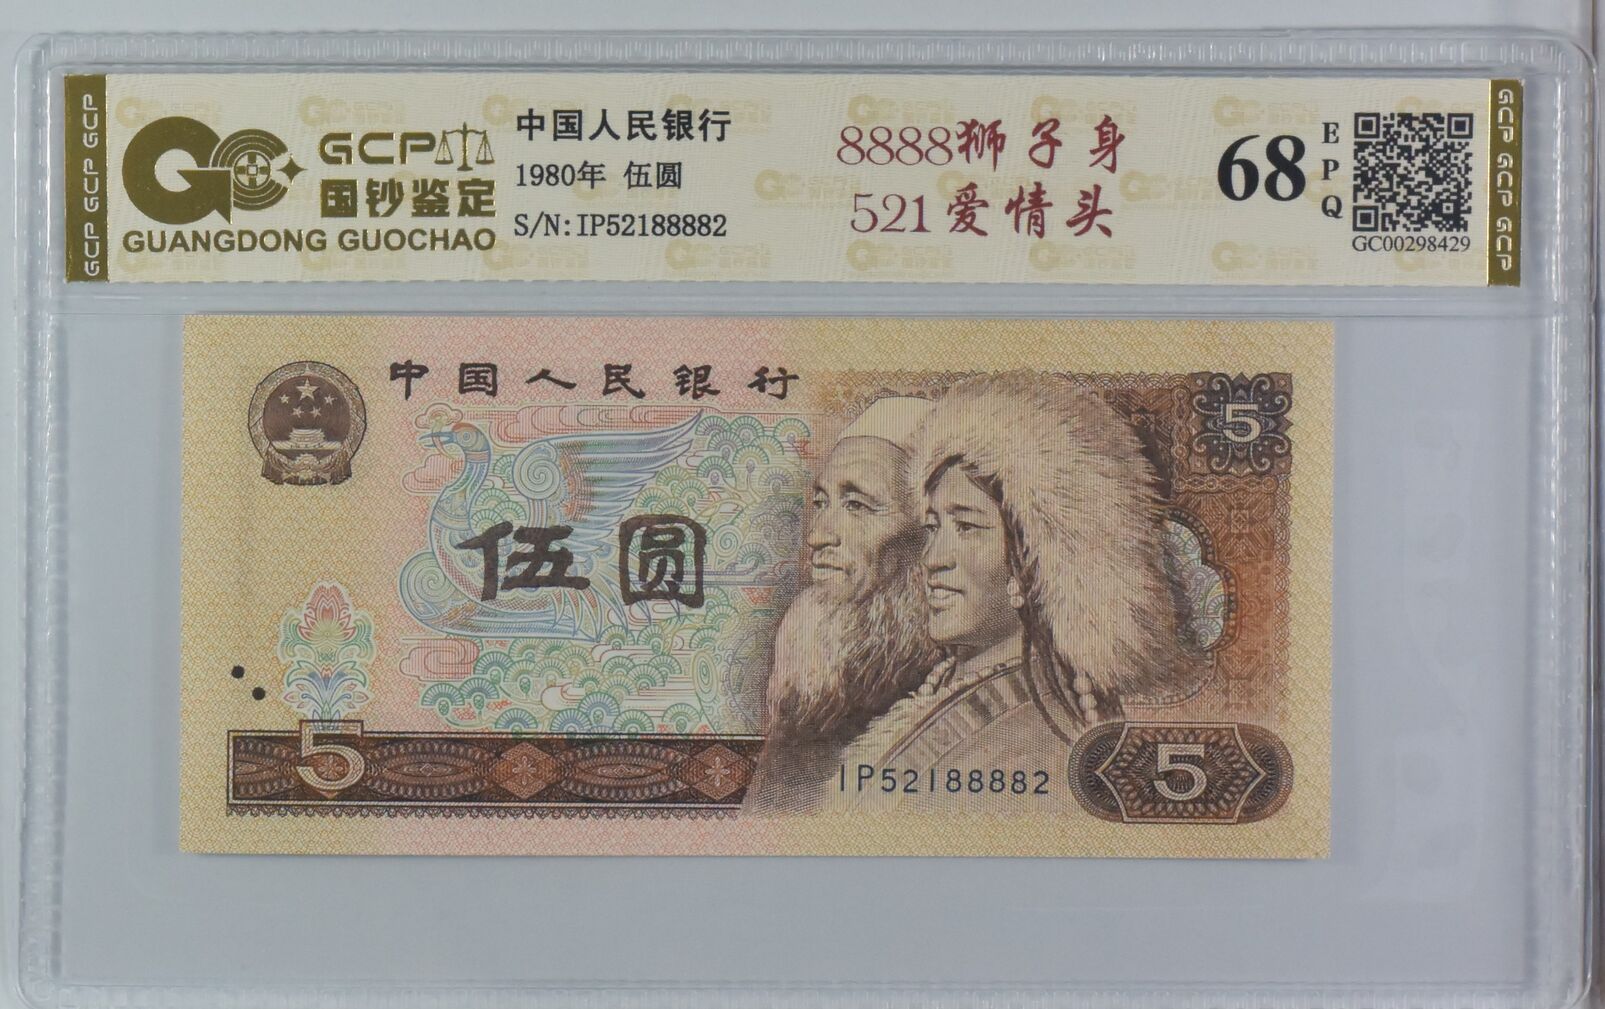 GCP GCP GCP
GCP
国钞鉴定
GUANGDONG GUOCHAO
中国人民银行
1980年 伍圆
S/N:IP52188882
8888狮子身
521爱情头
68
EPQ
GC00298429
GCP GCP GCP
中国人民银行
5
伍圆
5
IP52188882
5